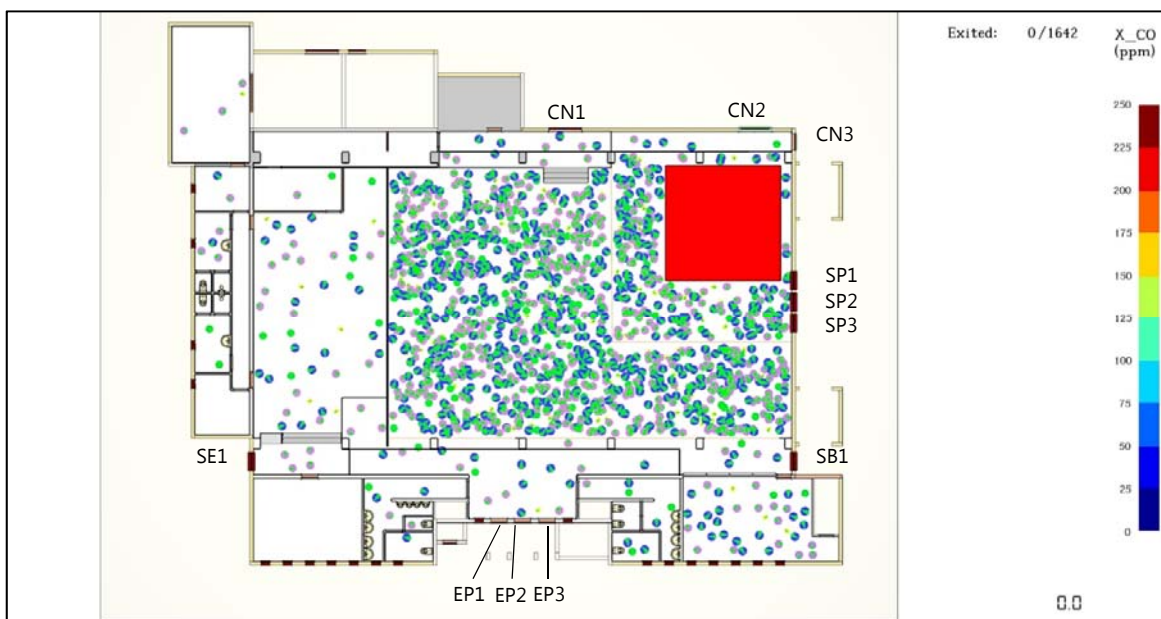 Exited: 0/1642
X_CO
(ppm)
250
225
200
175
150
125
100
75
50
25
0
CN1
CN2
CN3
SP1
SP2
SP3
SE1
SB1
EP1 EP2 EP3
0.0